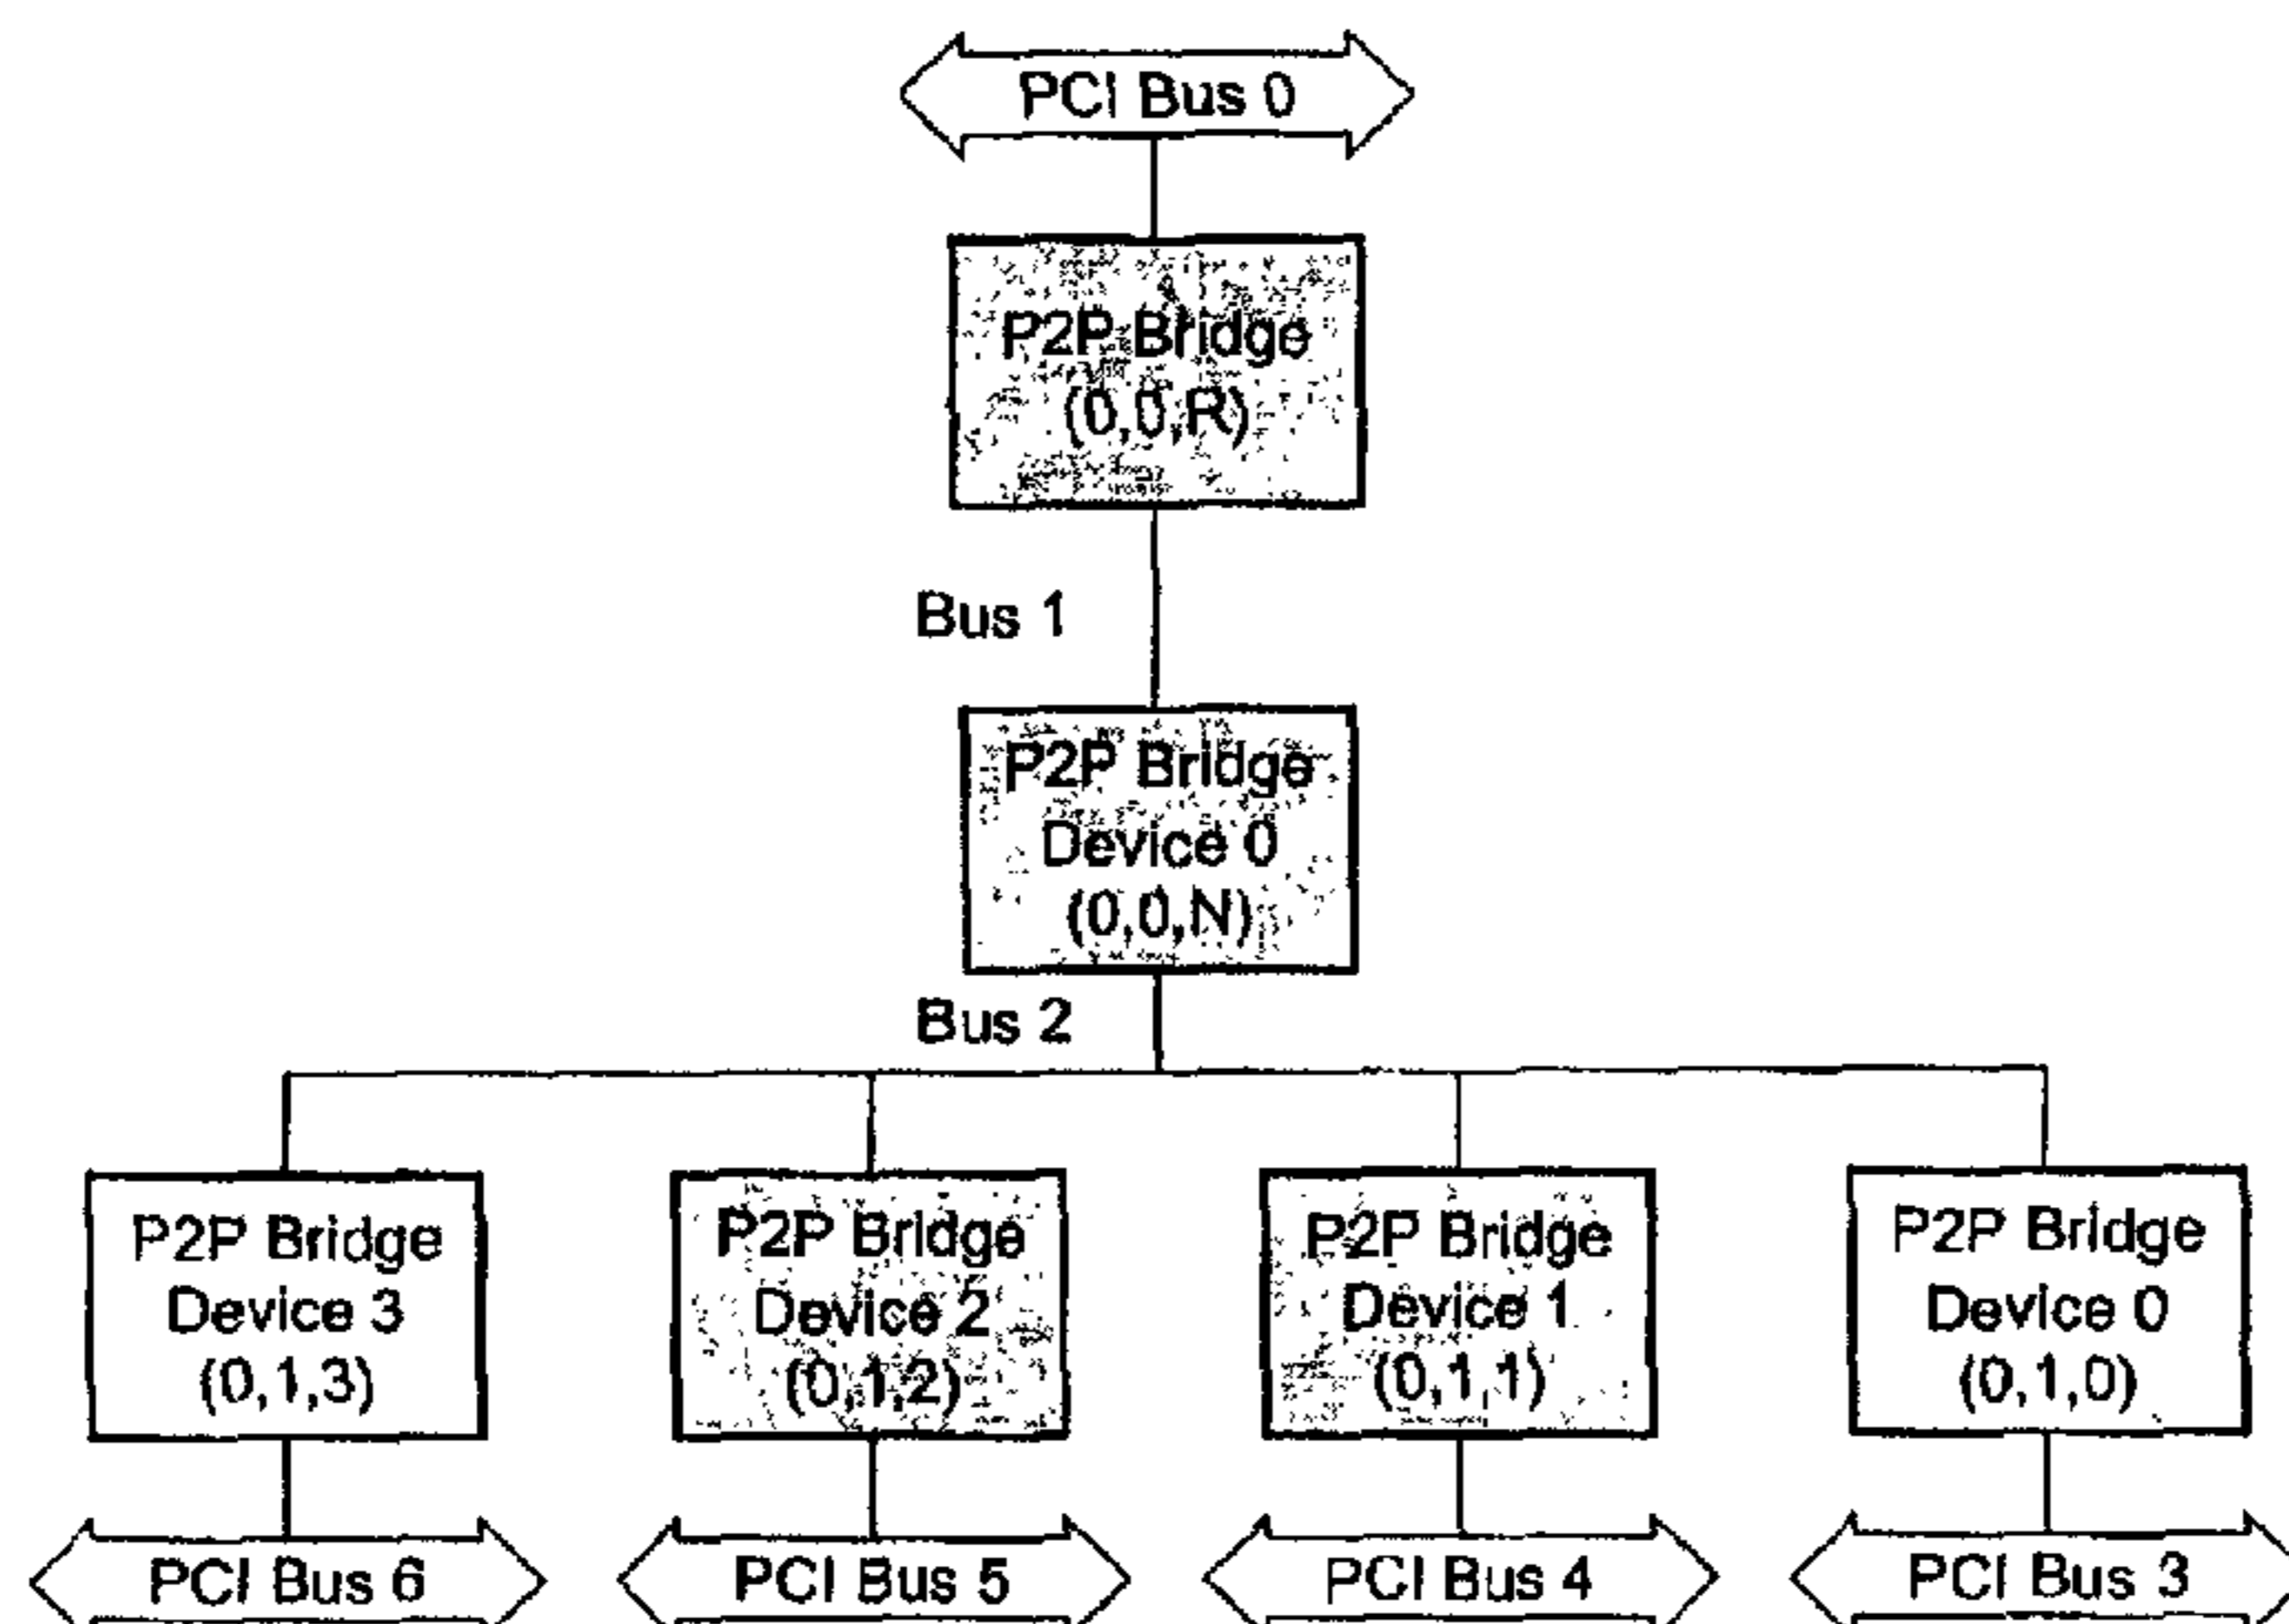 PCI Bus 0
P2P Bridge
(0,0,R)
Bus 1
P2P Bridge
Device 0
(0,0,N)
Bus 2
P2P Bridge
Device 3
(0,1,3)
P2P Bridge
Device 2
(0,1,2)
P2P Bridge
Device 1
(0,1,1)
P2P Bridge
Device 0
(0,1,0)
PCI Bus 6
PCI Bus 5
PCI Bus 4
PCI Bus 3